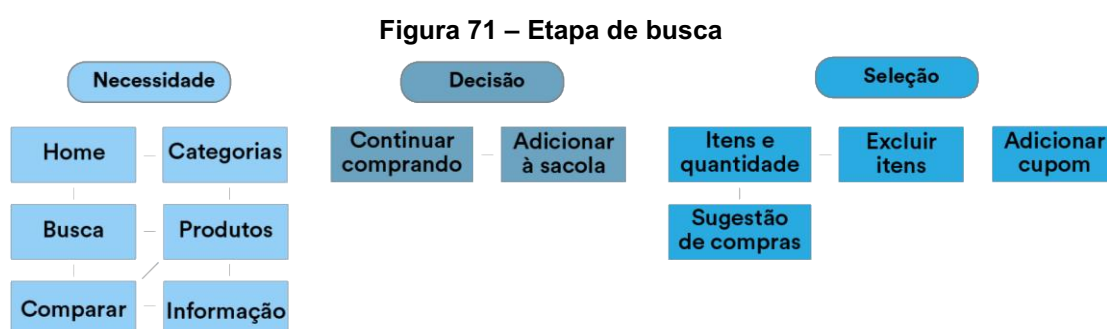 Figura 71 – Etapa de busca
Necessidade
Decisão
Seleção
Home
Categorias
Continuar
comprando
Adicionar
à sacola
Itens e
quantidade
Excluir
itens
Adicionar
cupom
Busca
Produtos
Sugestão
de compras
Comparar
Informação